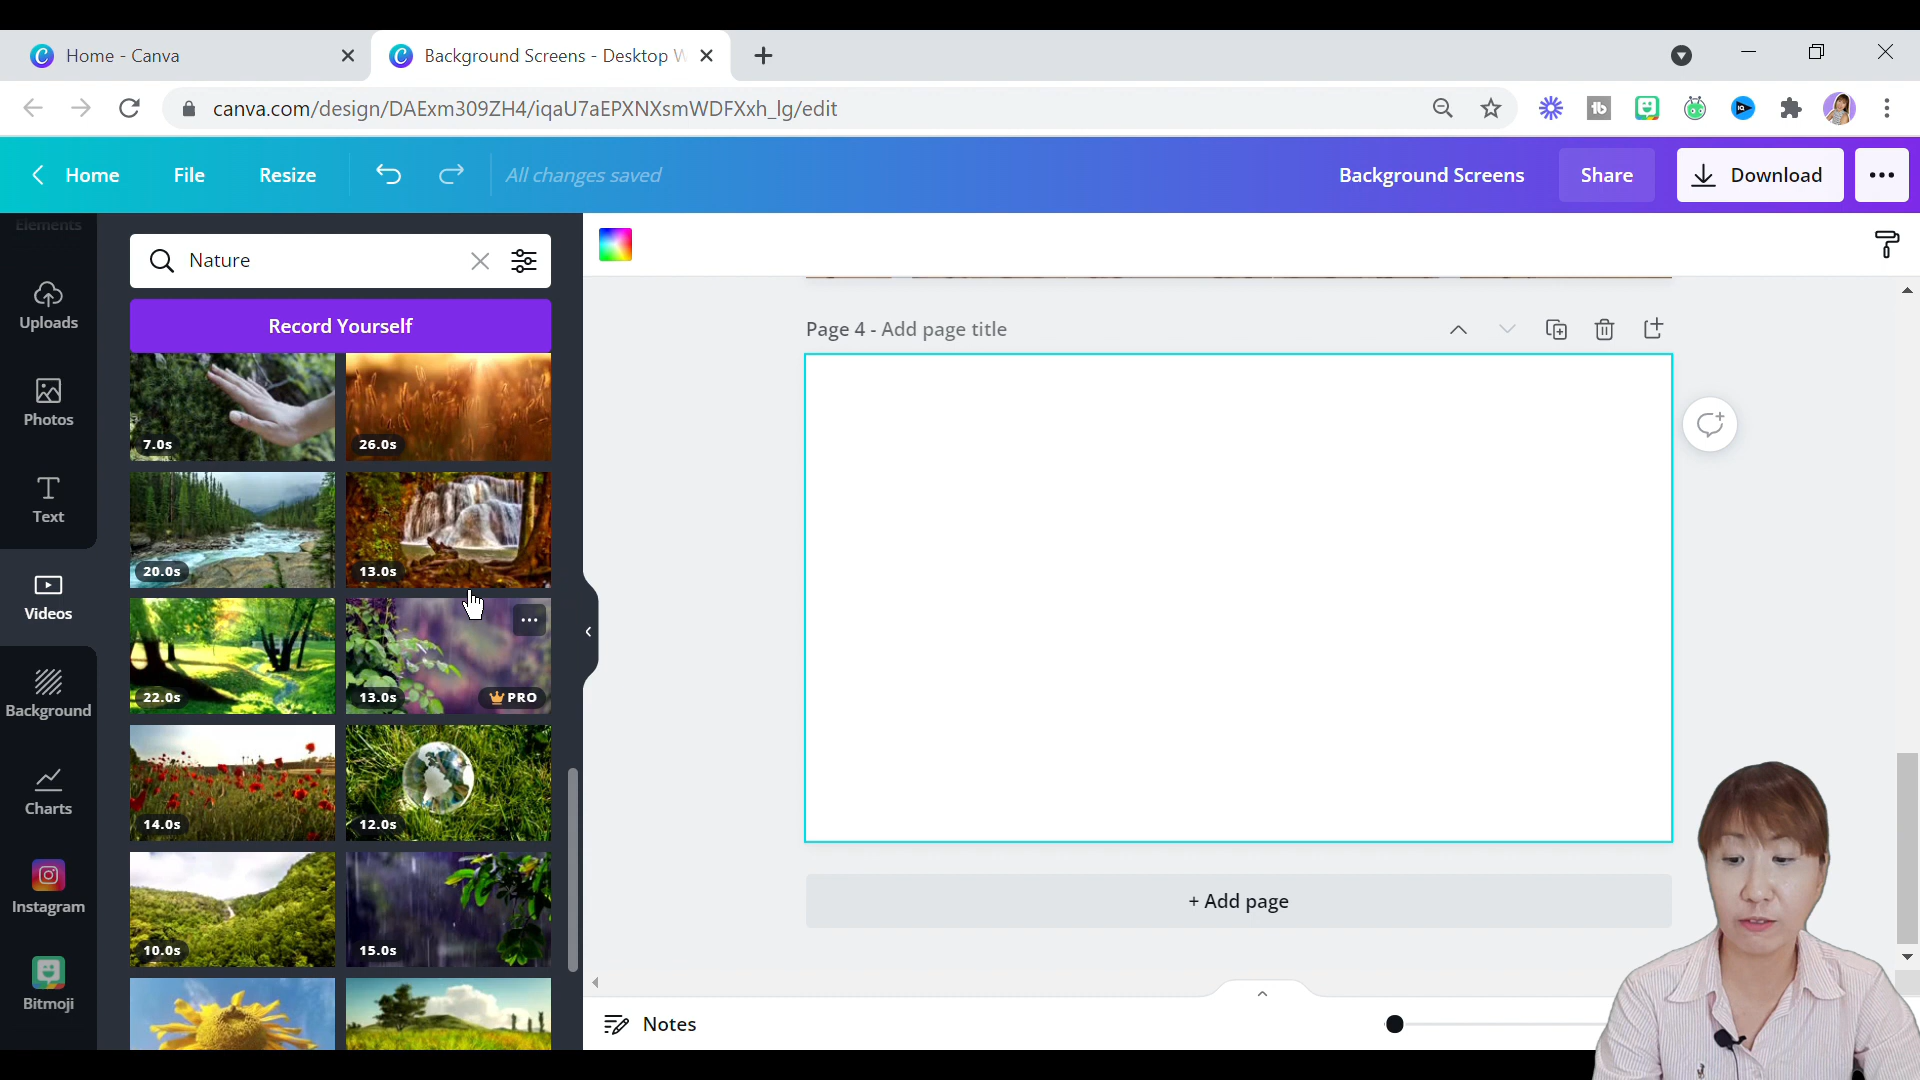 Home - Canva
Background Screens - Desktop W
canva.com/design/DAExm309ZH4/iqaU7aEPXNXsmWDFXxh_lg/edit
Home
File
Resize
All changes saved
Background Screens
Share
Download
Elements
Uploads
Photos
Text
Videos
Background
Charts
Instagram
Bitmoji
Nature
Record Yourself
7.0s
26.0s
20.0s
13.0s
22.0s
13.0s
PRO
14.0s
12.0s
10.0s
15.0s
Page 4 - Add page title
+ Add page
Notes